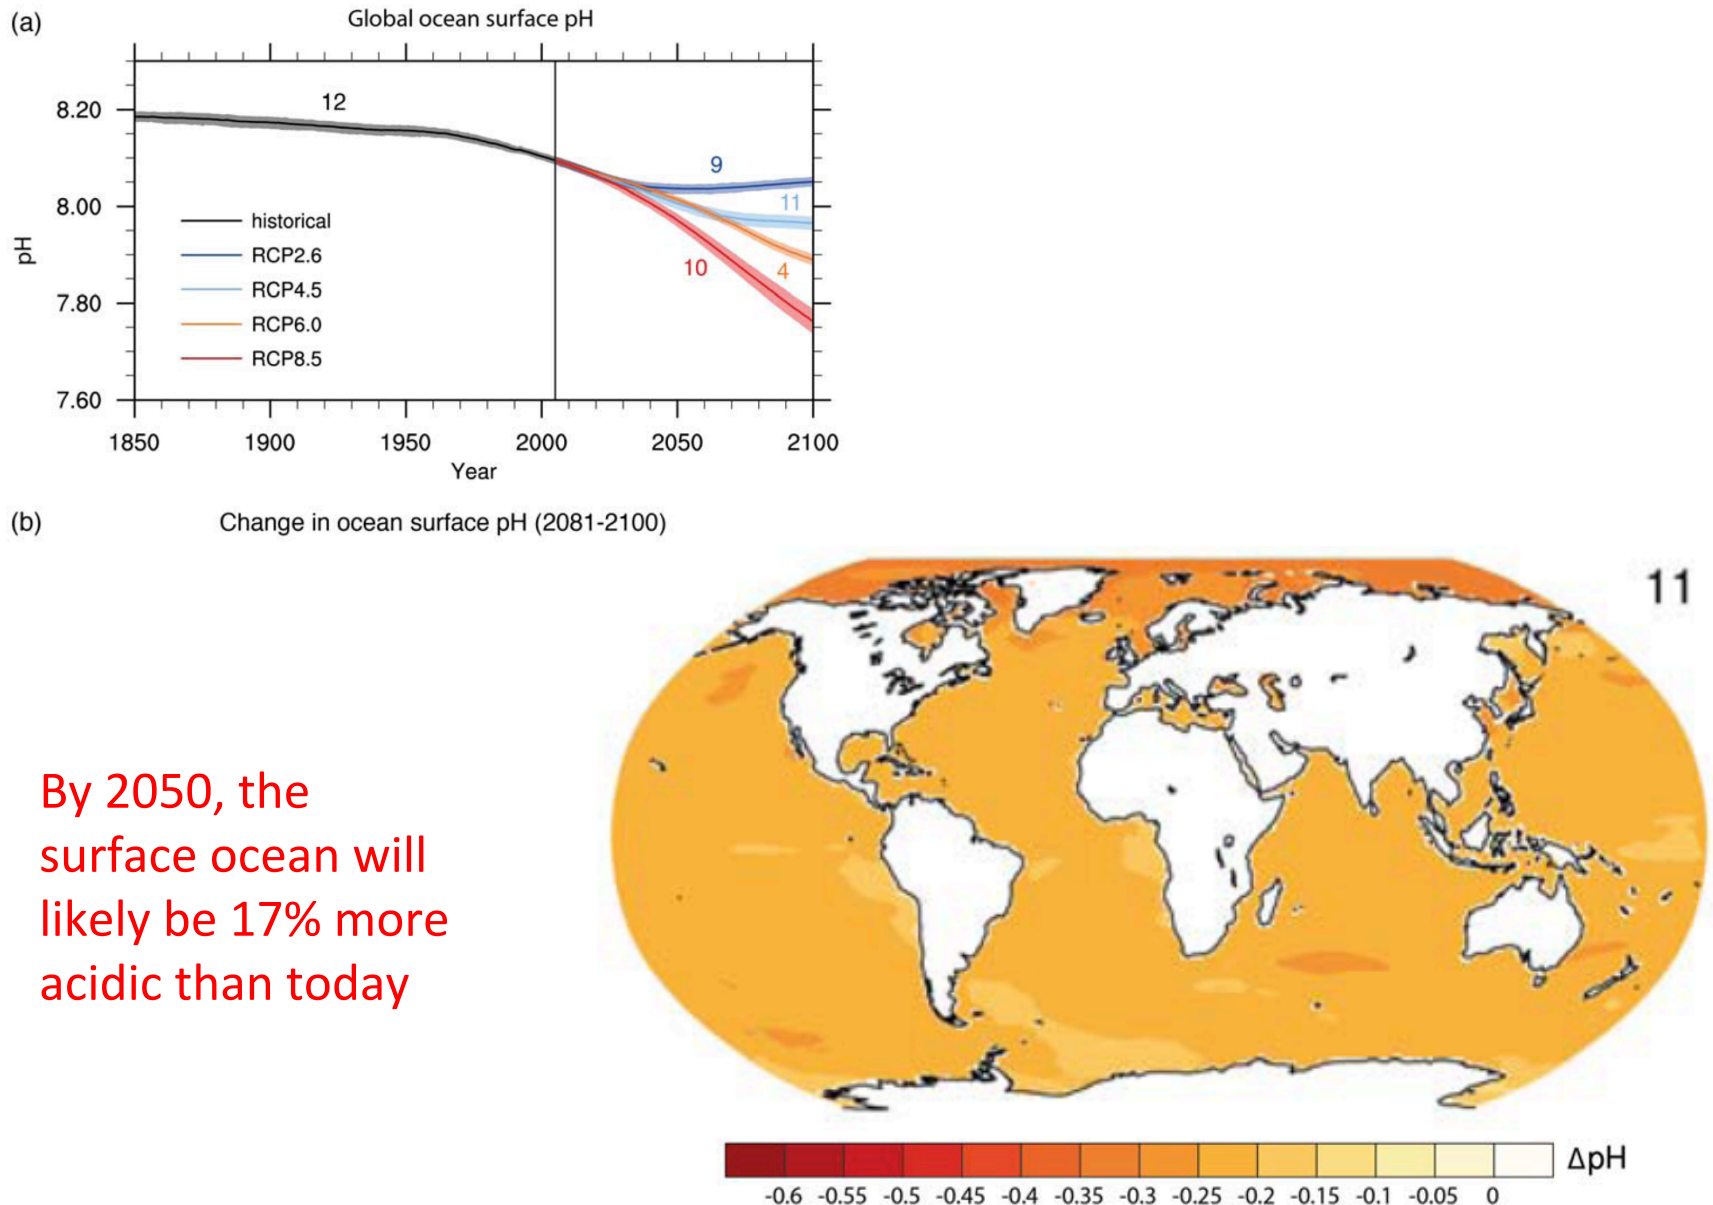 (a)
Global ocean surface pH
12
8.20
9
11
8.00
historical
pH
RCP2.6
10
4
RCP4.5
7.80
RCP6.0
RCP8.5
7.60
1850 1900 1950 2000 2050 2100
Year
(b)
Change in ocean surface pH (2081-2100)
11
By 2050, the
surface ocean will
likely be 17% more
acidic than today
ΔpH
-0.6 -0.55 -0.5 -0.45 -0.4 -0.35 -0.3 -0.25 -0.2 -0.15 -0.1 -0.05 0